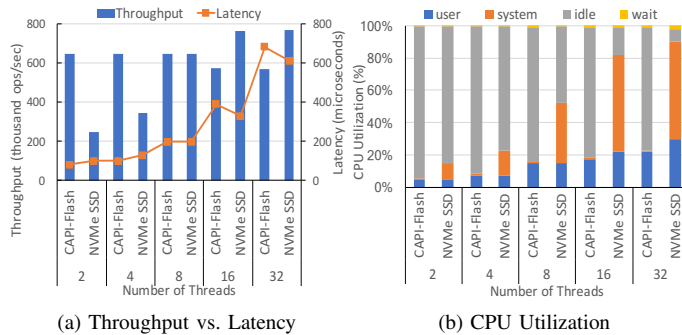 Throughput Latency
Throughput (thousand ops/sec)
800
600
400
200
0
800
600
400
200
0
Latency (microseconds)
CAPI-Flash
NVMe SSD
CAPI-Flash
NVMe SSD
CAPI-Flash
NVMe SSD
CAPI-Flash
NVMe SSD
CAPI-Flash
NVMe SSD
2 4 8 16 32
Number of Threads
(a) Throughput vs. Latency
user system idle wait
CPU Utilization (%)
100%
80%
60%
40%
20%
0%
CAPI-Flash
NVMe SSD
CAPI-Flash
NVMe SSD
CAPI-Flash
NVMe SSD
CAPI-Flash
NVMe SSD
CAPI-Flash
NVMe SSD
2 4 8 16 32
Number of Threads
(b) CPU Utilization